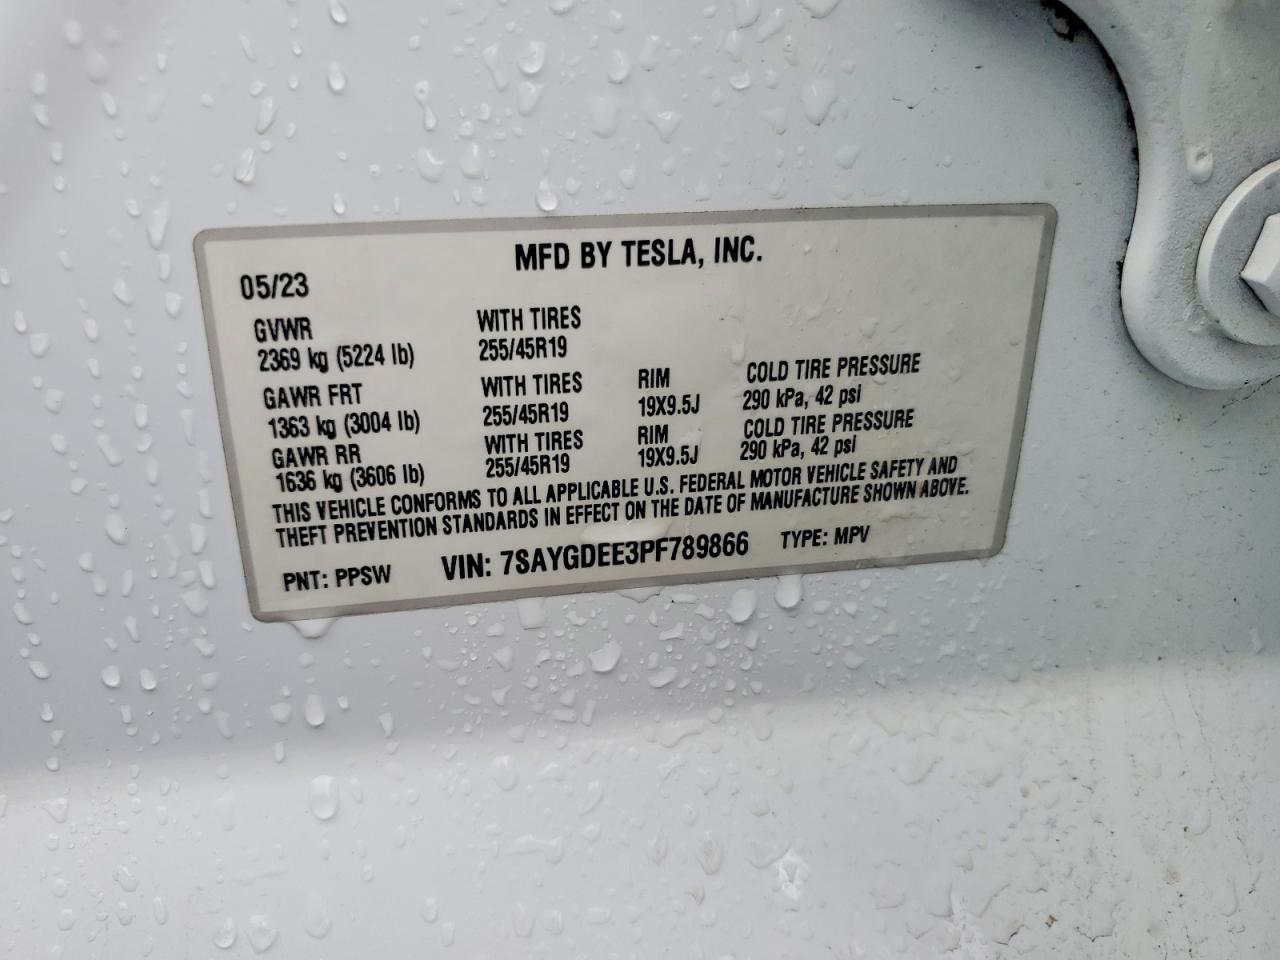 MFD BY TESLA, INC.
05/23
GVWR WITH TIRES
2369 kg (5224 lb) 255/45R19
GAWR FRT WITH TIRES RIM COLD TIRE PRESSURE
1363 kg (3004 lb) 255/45R19 19X9.5J 290 kPa, 42 psi
GAWR RR WITH TIRES RIM COLD TIRE PRESSURE
1636 kg (3606 lb) 255/45R19 19X9.5J 290 kPa, 42 psi
THIS VEHICLE CONFORMS TO ALL APPLICABLE U.S. FEDERAL MOTOR VEHICLE SAFETY AND
THEFT PREVENTION STANDARDS IN EFFECT ON THE DATE OF MANUFACTURE SHOWN ABOVE.
PNT: PPSW VIN: 7SAYGDEE3PF789866 TYPE: MPV